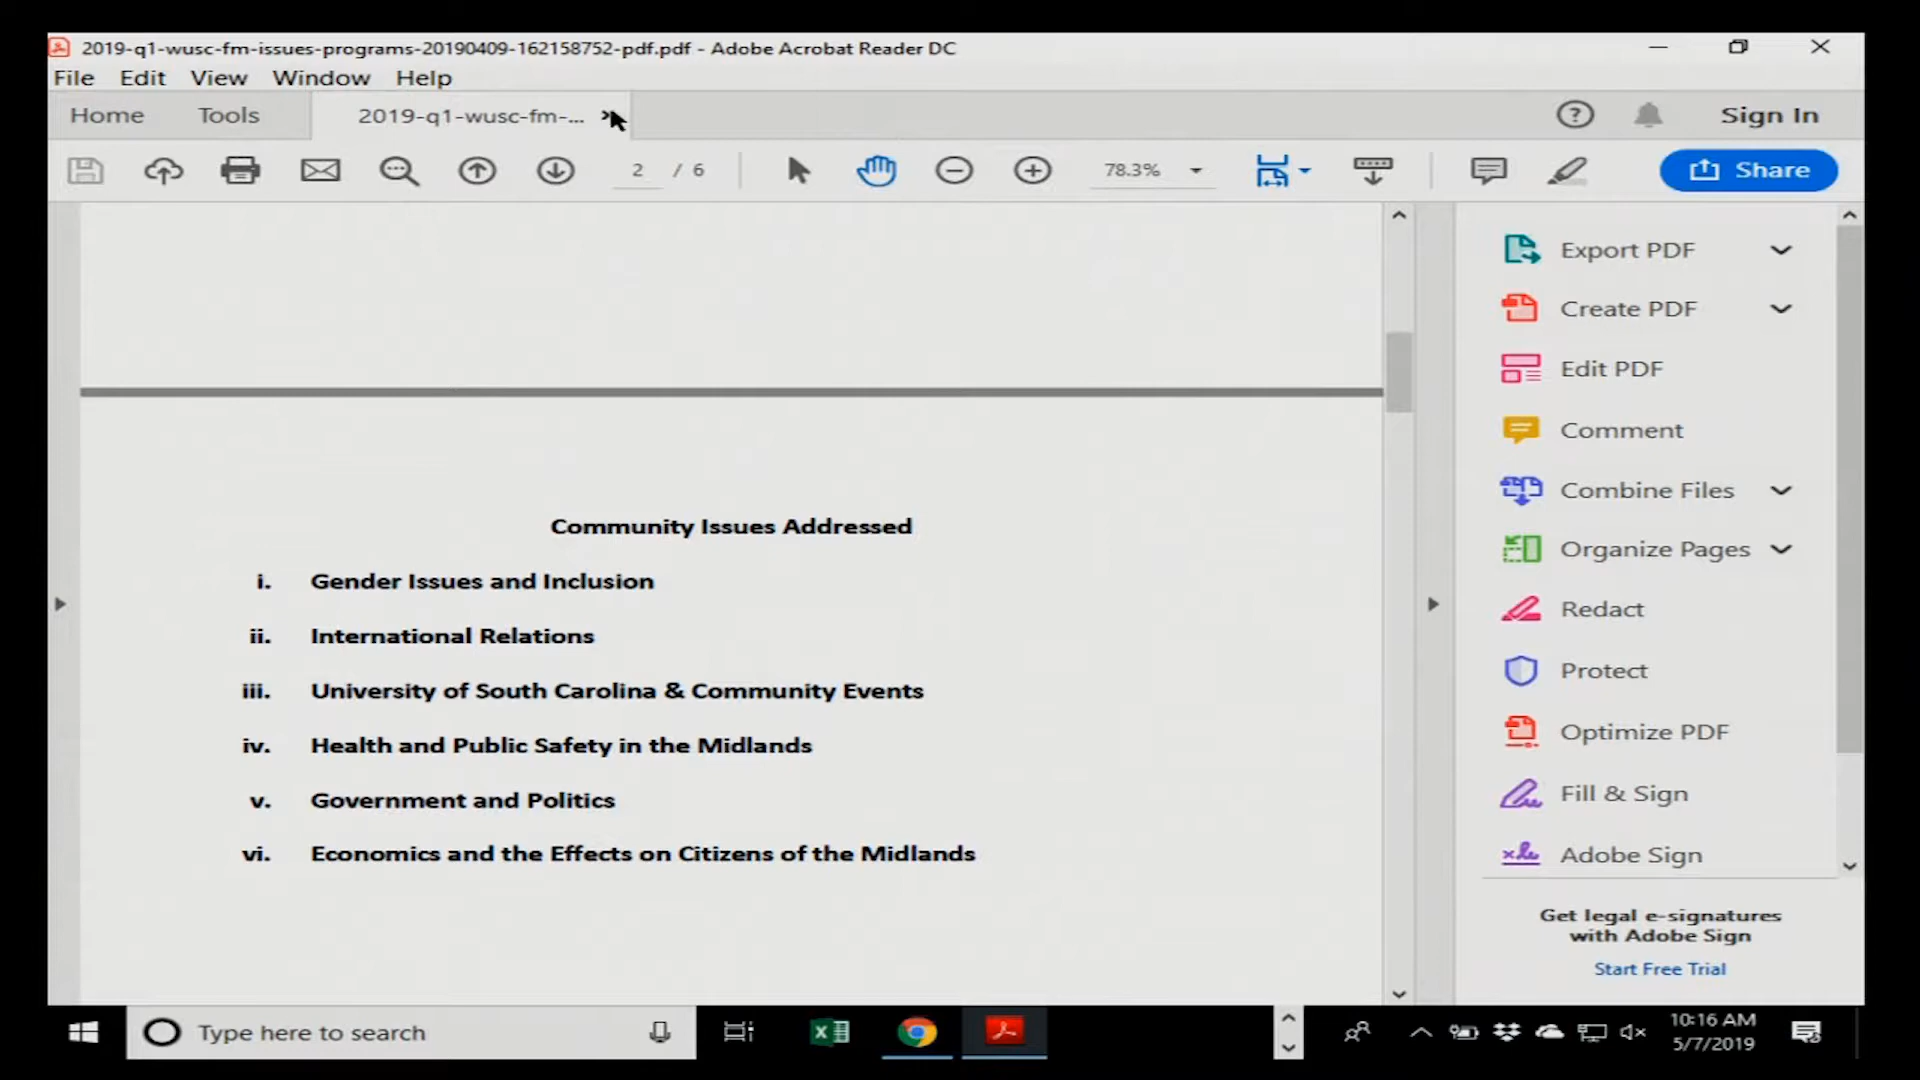 2019-q1-wusc-fm-issues-programs-20190409-162158752-pdf.pdf - Adobe Acrobat Reader DC
File Edit View Window Help
Home Tools 2019-q1-wusc-fm-... Sign In
2 / 6 78.3% Share
Export PDF
Create PDF
Edit PDF
Comment
Combine Files
Organize Pages
Redact
Protect
Optimize PDF
Fill & Sign
Adobe Sign
Get legal e-signatures
with Adobe Sign
Start Free Trial
Community Issues Addressed
i. Gender Issues and Inclusion
ii. International Relations
iii. University of South Carolina & Community Events
iv. Health and Public Safety in the Midlands
v. Government and Politics
vi. Economics and the Effects on Citizens of the Midlands
Type here to search
10:16 AM
5/7/2019